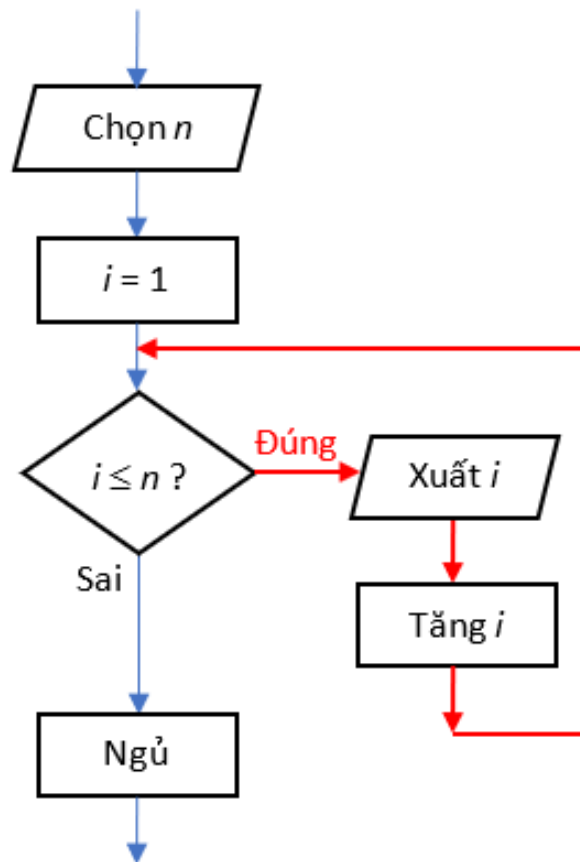 Chọn n
i = 1
i ≤ n ?
Đúng
Xuất i
Sai
Tăng i
Ngủ